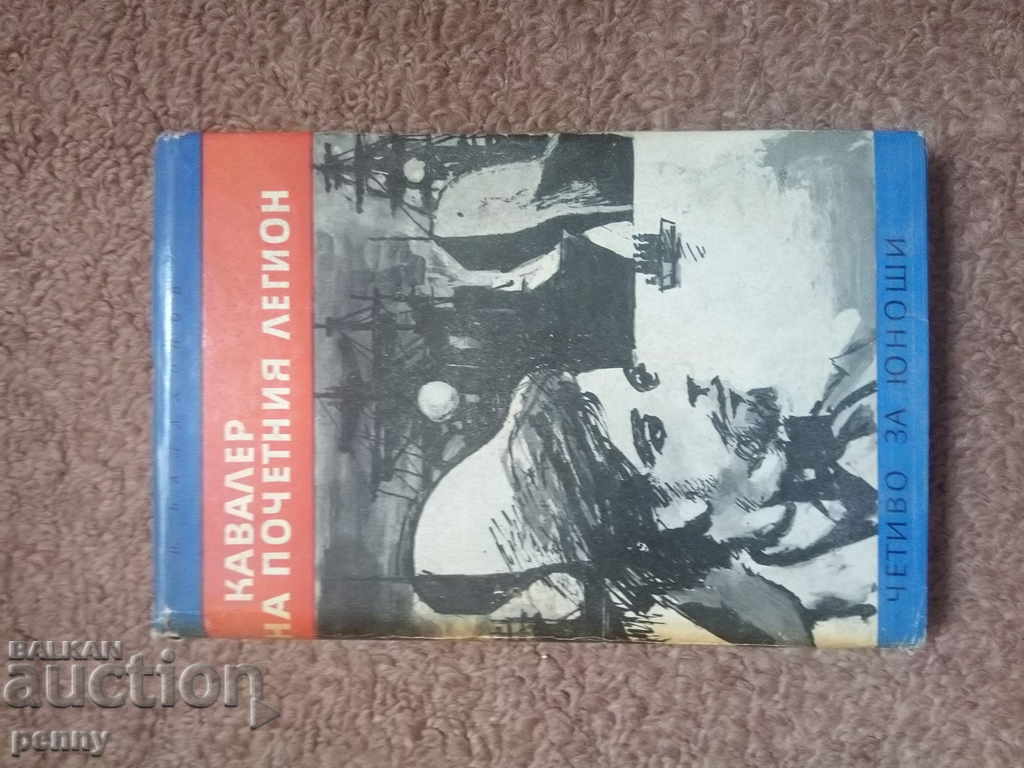 КАВАЛЕР
НА ПОЧЕТНИЯ ЛЕГИОН
ЧЕТИВО ЗА ЮНОШИ
BALKAN
auction
penny